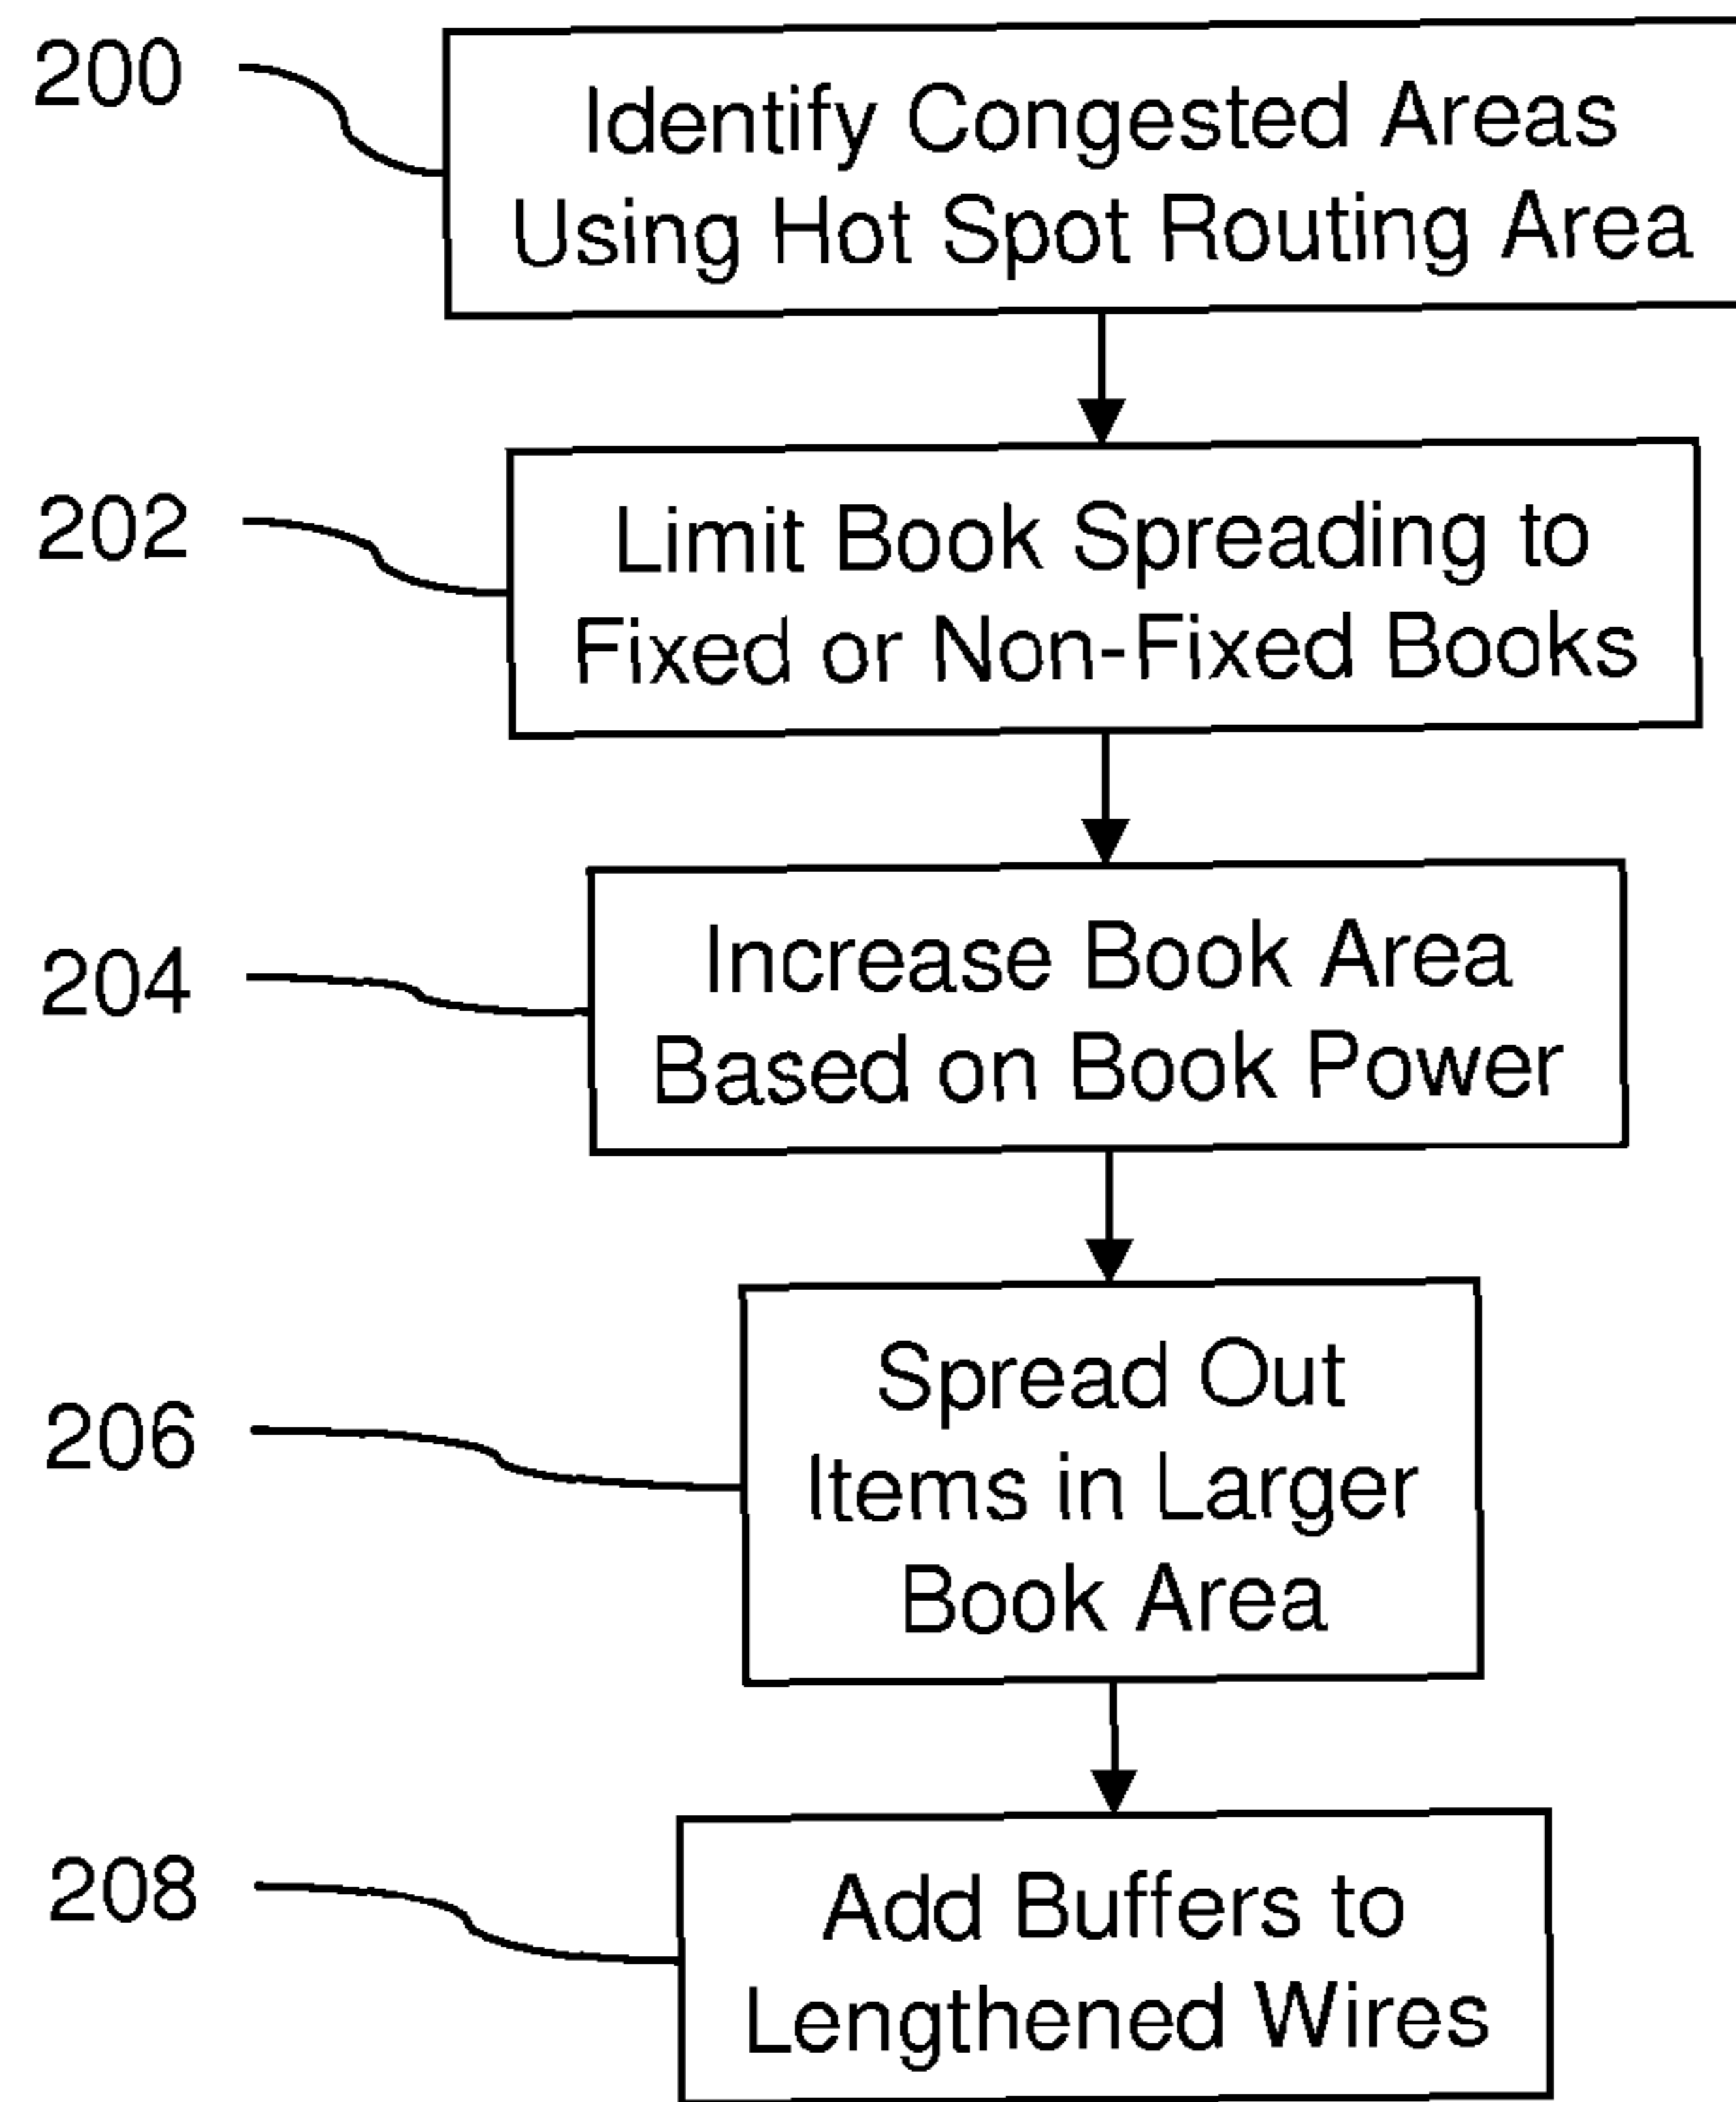 200
Identify Congested Areas
Using Hot Spot Routing Area
202
Limit Book Spreading to
Fixed or Non-Fixed Books
204
Increase Book Area
Based on Book Power
206
Spread Out
Items in Larger
Book Area
208
Add Buffers to
Lengthened Wires